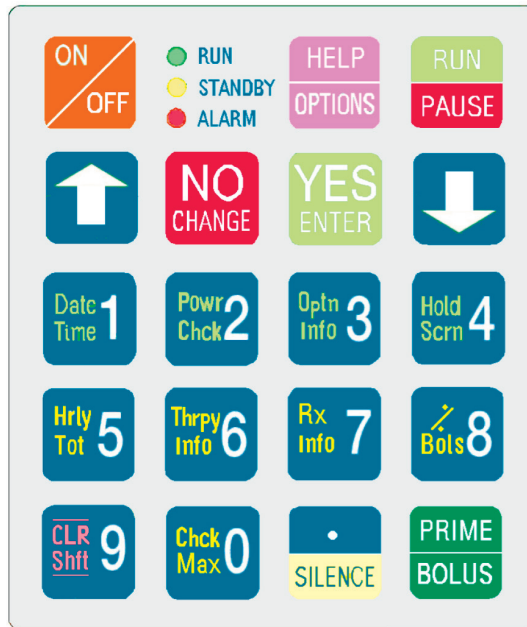 ON
OFF
RUN
STANDBY
ALARM
HELP
OPTIONS
RUN
PAUSE
NO
CHANGE
YES
ENTER
Date
Time 1
Powr
Chck 2
Optn
Info 3
Hold
Scrn 4
Hrly
Tot 5
Thrpy
Info 6
Rx
Info 7
⁒
Bols 8
CLR
Shft 9
Chck
Max 0
.
SILENCE
PRIME
BOLUS